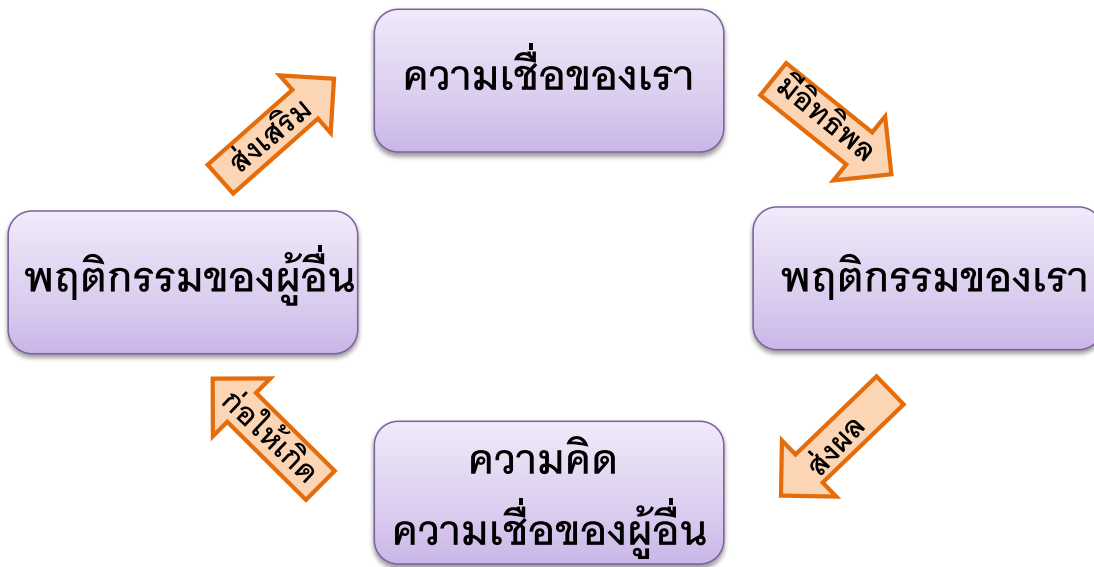 ความเชื่อของเรา
มีอิทธิพล
พฤติกรรมของเรา
ส่งผล
ความคิด
ความเชื่อของผู้อื่น
ก่อให้เกิด
พฤติกรรมของผู้อื่น
ส่งเสริม